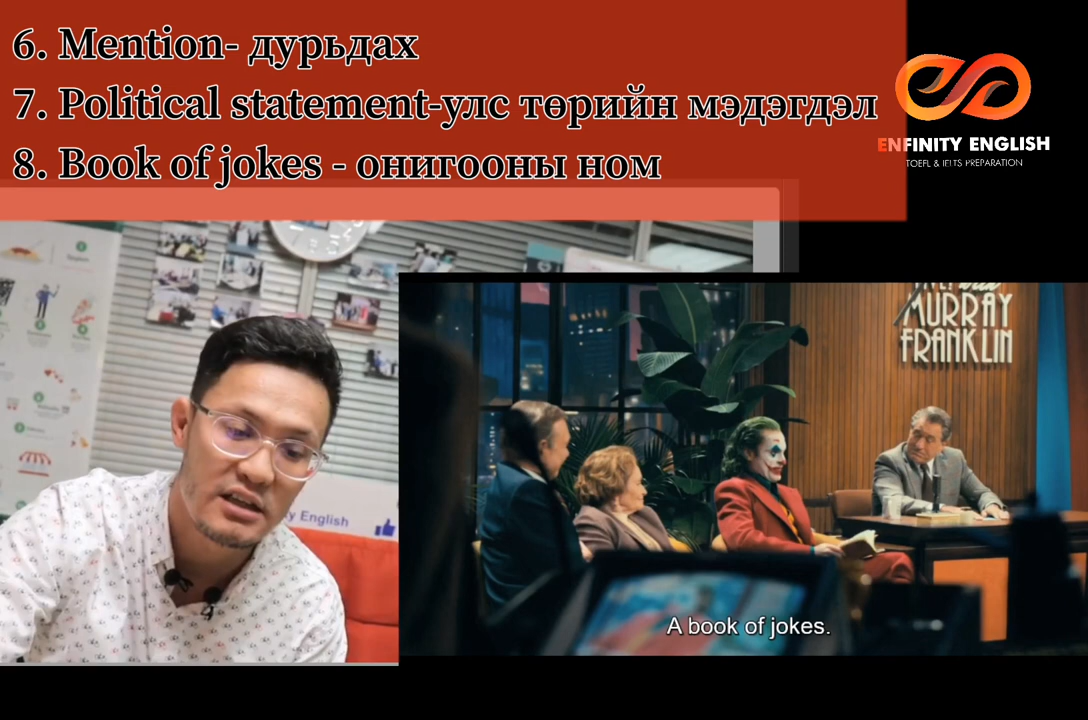 6. Mention- дурьдах
7. Political statement-улс төрийн мэдэгдэл
8. Book of jokes - онигооны ном
ENFINITY ENGLISH
TOEFL & IELTS PREPARATION
MURRAY
FRANKLIN
English
A book of jokes.